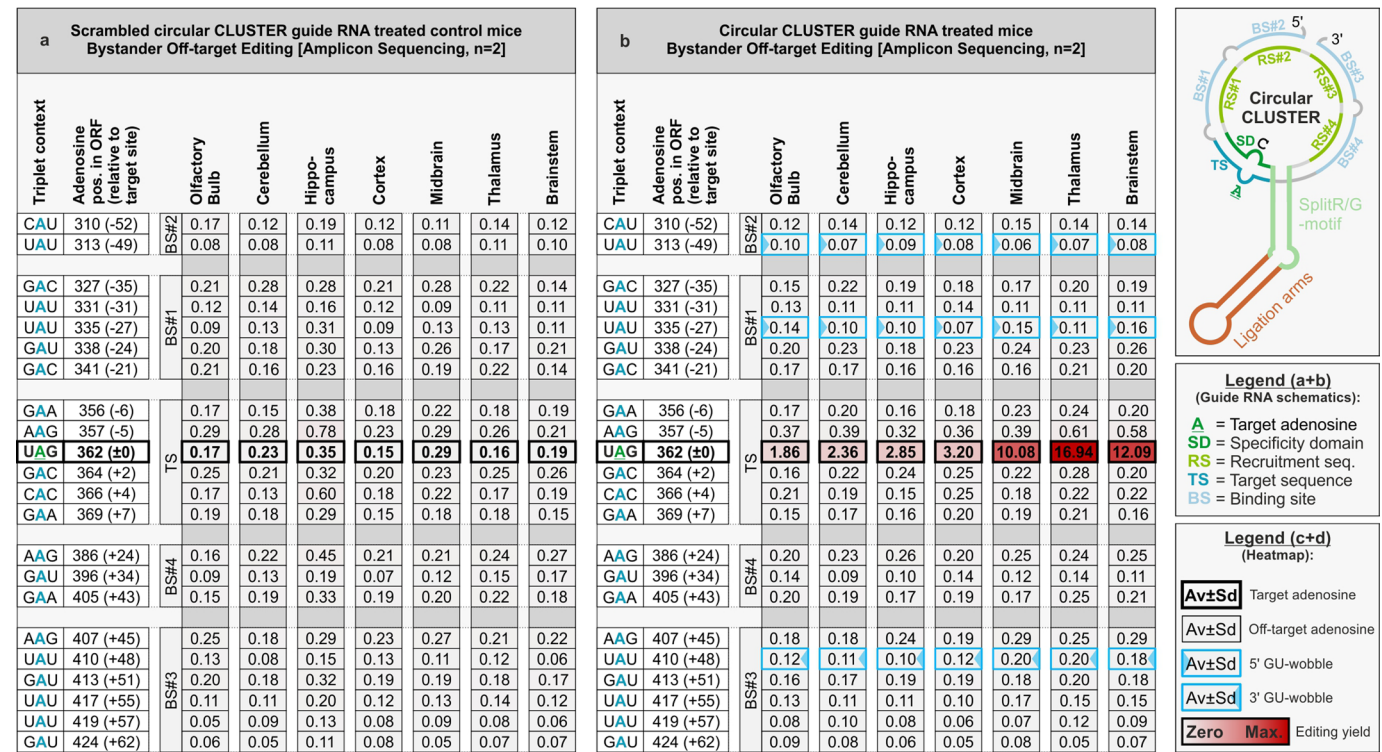 a
Scrambled circular CLUSTER guide RNA treated control mice
Bystander Off-target Editing [Amplicon Sequencing, n=2]
Triplet context
Adenosine pos. in ORF (relative to target site)
Olfactory Bulb
Cerebellum
Hippo-campus
Cortex
Midbrain
Thalamus
Brainstem
BS#2
CAU 310 (-52) 0.17 0.12 0.19 0.12 0.11 0.14 0.12
UAU 313 (-49) 0.08 0.08 0.11 0.08 0.08 0.11 0.10
BS#1
GAC 327 (-35) 0.21 0.28 0.28 0.21 0.28 0.22 0.14
UAU 331 (-31) 0.12 0.14 0.16 0.12 0.09 0.11 0.11
UAU 335 (-27) 0.09 0.13 0.31 0.09 0.13 0.13 0.11
GAU 338 (-24) 0.20 0.18 0.30 0.15 0.26 0.17 0.21
GAC 341 (-21) 0.21 0.16 0.23 0.16 0.19 0.22 0.14
TS
GAA 356 (-6) 0.17 0.15 0.38 0.18 0.22 0.18 0.19
AAG 357 (-5) 0.29 0.28 0.78 0.23 0.29 0.26 0.21
UAG 362 (±0) 0.17 0.23 0.35 0.15 0.29 0.16 0.19
GAC 364 (+2) 0.25 0.21 0.32 0.20 0.23 0.24 0.21
CAC 366 (+4) 0.17 0.13 0.60 0.18 0.22 0.17 0.19
GAA 369 (+7) 0.19 0.18 0.29 0.15 0.18 0.18 0.15
BS#4
AAG 386 (+24) 0.16 0.22 0.45 0.21 0.21 0.24 0.27
GAU 396 (+34) 0.09 0.13 0.19 0.07 0.12 0.15 0.17
GAA 405 (+43) 0.15 0.19 0.33 0.19 0.20 0.22 0.18
BS#3
AAG 407 (+45) 0.25 0.18 0.29 0.23 0.27 0.21 0.22
UAU 410 (+48) 0.13 0.08 0.15 0.13 0.11 0.12 0.06
GAU 413 (+51) 0.20 0.18 0.32 0.19 0.19 0.18 0.17
UAU 417 (+55) 0.11 0.11 0.20 0.12 0.13 0.14 0.12
UAU 419 (+57) 0.05 0.09 0.13 0.08 0.09 0.08 0.06
GAU 424 (+62) 0.06 0.05 0.11 0.08 0.05 0.07 0.07
b
Circular CLUSTER guide RNA treated mice
Bystander Off-target Editing [Amplicon Sequencing, n=2]
Triplet context
Adenosine pos. in ORF (relative to target site)
Olfactory Bulb
Cerebellum
Hippo-campus
Cortex
Midbrain
Thalamus
Brainstem
BS#2
CAU 310 (-52) 0.12 0.14 0.12 0.12 0.15 0.14 0.14
UAU 313 (-49) 0.10 0.07 0.09 0.08 0.06 0.07 0.08
BS#1
GAC 327 (-35) 0.15 0.22 0.19 0.18 0.17 0.20 0.19
UAU 331 (-31) 0.13 0.11 0.11 0.14 0.11 0.11 0.11
UAU 335 (-27) 0.14 0.10 0.10 0.07 0.15 0.11 0.16
GAU 338 (-24) 0.20 0.23 0.18 0.23 0.24 0.23 0.26
GAC 341 (-21) 0.17 0.17 0.16 0.16 0.16 0.21 0.20
TS
GAA 356 (-6) 0.17 0.20 0.16 0.18 0.23 0.24 0.20
AAG 357 (-5) 0.37 0.39 0.32 0.36 0.39 0.61 0.58
UAG 362 (±0) 1.86 2.36 2.85 3.20 10.08 16.94 12.09
GAC 364 (+2) 0.16 0.22 0.24 0.25 0.22 0.28 0.20
CAC 366 (+4) 0.21 0.19 0.15 0.25 0.18 0.22 0.22
GAA 369 (+7) 0.15 0.17 0.16 0.20 0.19 0.21 0.16
BS#4
AAG 386 (+24) 0.20 0.23 0.26 0.20 0.25 0.24 0.25
GAU 396 (+34) 0.14 0.09 0.10 0.14 0.12 0.14 0.11
GAA 405 (+43) 0.20 0.19 0.17 0.19 0.17 0.25 0.21
BS#3
AAG 407 (+45) 0.18 0.18 0.24 0.19 0.29 0.25 0.29
UAU 410 (+48) 0.12 0.11 0.10 0.12 0.20 0.20 0.18
GAU 413 (+51) 0.16 0.17 0.19 0.19 0.18 0.20 0.18
UAU 417 (+55) 0.13 0.11 0.11 0.10 0.17 0.15 0.15
UAU 419 (+57) 0.08 0.10 0.08 0.06 0.07 0.12 0.09
GAU 424 (+62) 0.09 0.08 0.06 0.05 0.08 0.05 0.09
5'
3'
BS#2
BS#1
BS#3
BS#4
RS#2
RS#1
RS#3
RS#4
Circular
CLUSTER
SD
C
TS
A
SplitR/G
-motif
Ligation arms
Legend (a+b)
(Guide RNA schematics):
A = Target adenosine
SD = Specificity domain
RS = Recruitment seq.
TS = Target sequence
BS = Binding site
Legend (c+d)
(Heatmap):
Av±Sd Target adenosine
Av±Sd Off-target adenosine
Av±Sd 5' GU-wobble
Av±Sd 3' GU-wobble
Zero Max. Editing yield